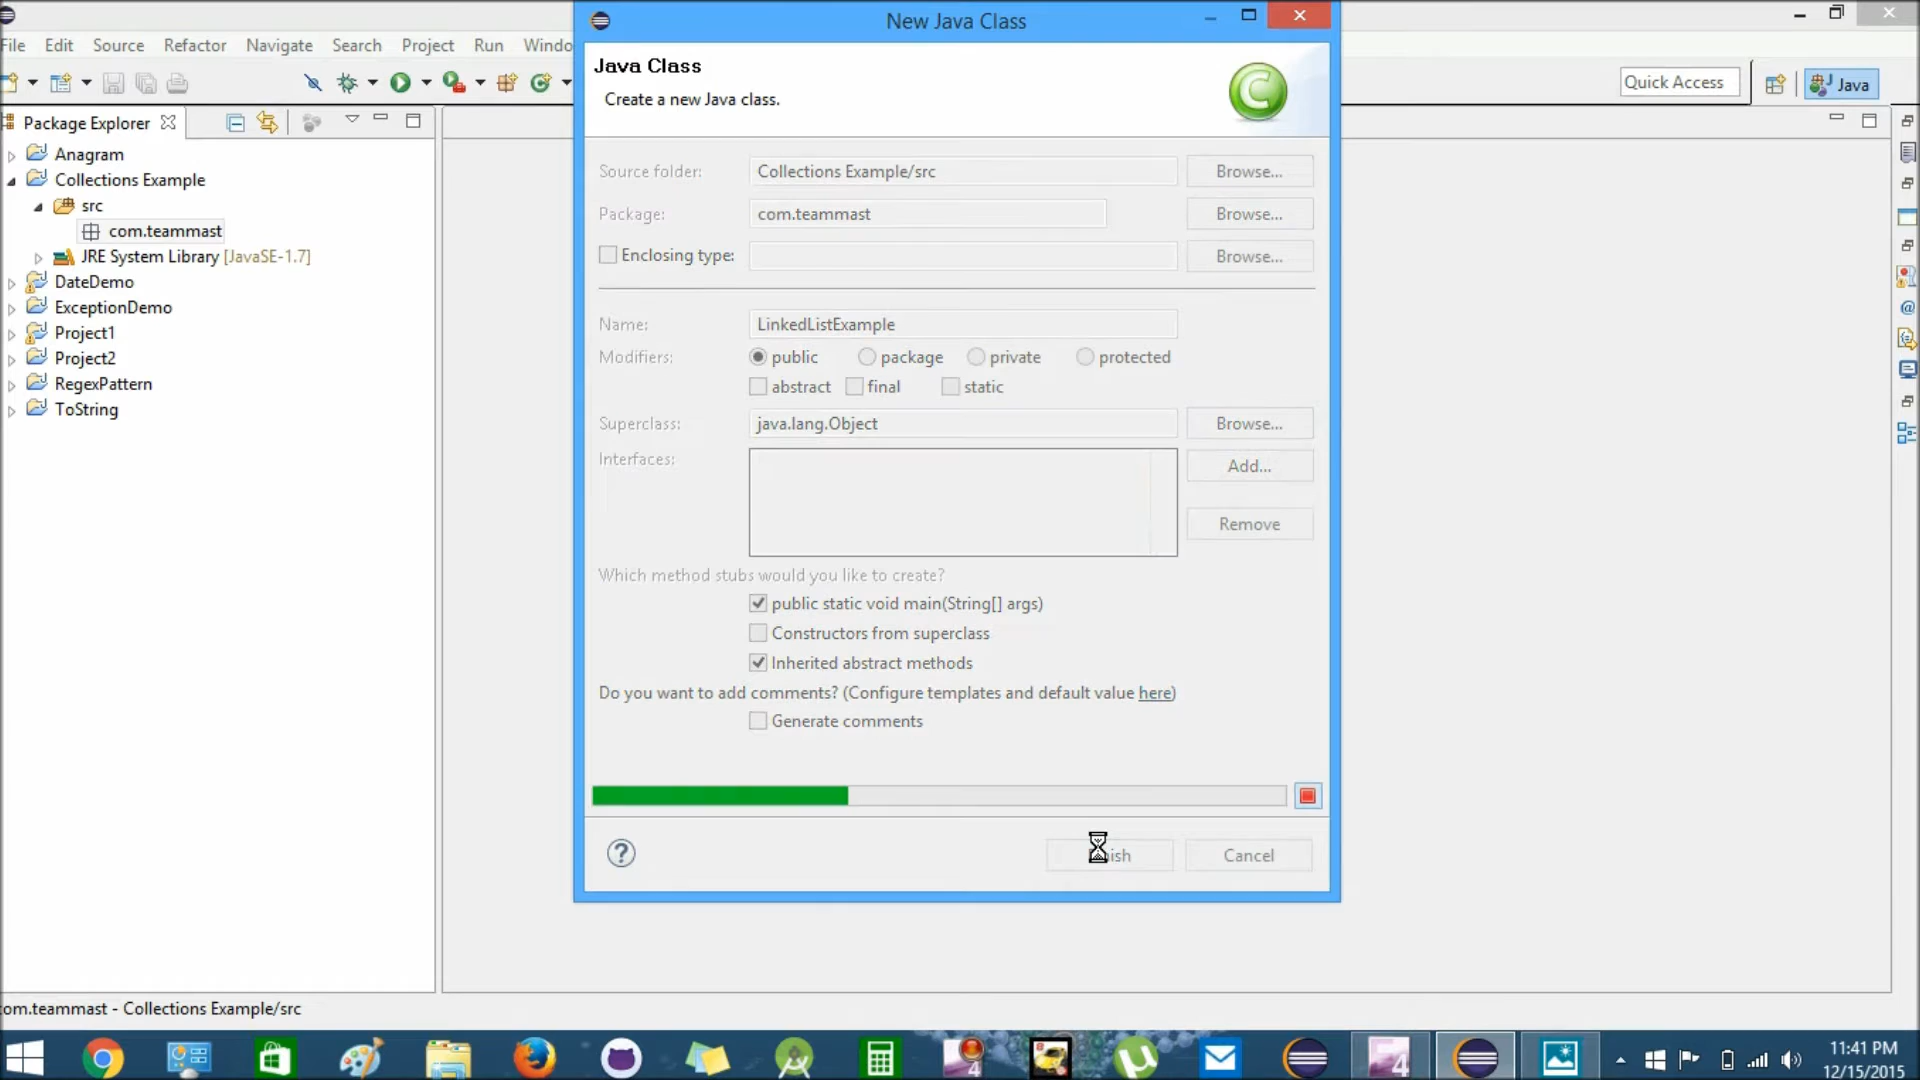 New Java Class
File Edit Source Refactor Navigate Search Project Run Windo
Java Class
Create a new Java class.
Quick Access
Java
Package Explorer
Anagram
Collections Example
src
com.teammast
JRE System Library [JavaSE-1.7]
DateDemo
ExceptionDemo
Project1
Project2
RegexPattern
ToString
Source folder: Collections Example/src Browse...
Package: com.teammast Browse...
Enclosing type: Browse...
Name: LinkedListExample
Modifiers: public package private protected
abstract final static
Superclass: java.lang.Object Browse...
Interfaces: Add...
Remove
Which method stubs would you like to create?
public static void main(String[] args)
Constructors from superclass
Inherited abstract methods
Do you want to add comments? (Configure templates and default value here)
Generate comments
Cancel
com.teammast - Collections Example/src
11:41 PM
12/15/2015